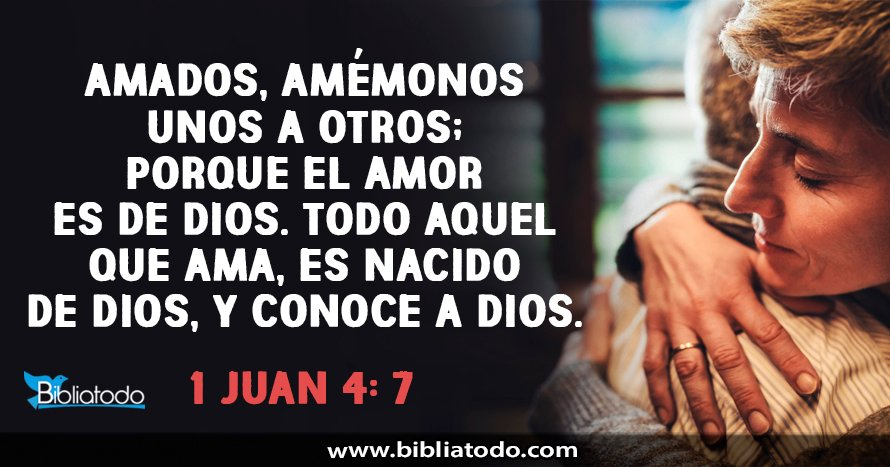 AMADOS, AMÉMONOS
UNOS A OTROS;
PORQUE EL AMOR
ES DE DIOS. TODO AQUEL
QUE AMA, ES NACIDO
DE DIOS, Y CONOCE A DIOS.
Bibliatodo
1 JUAN 4: 7
www.bibliatodo.com